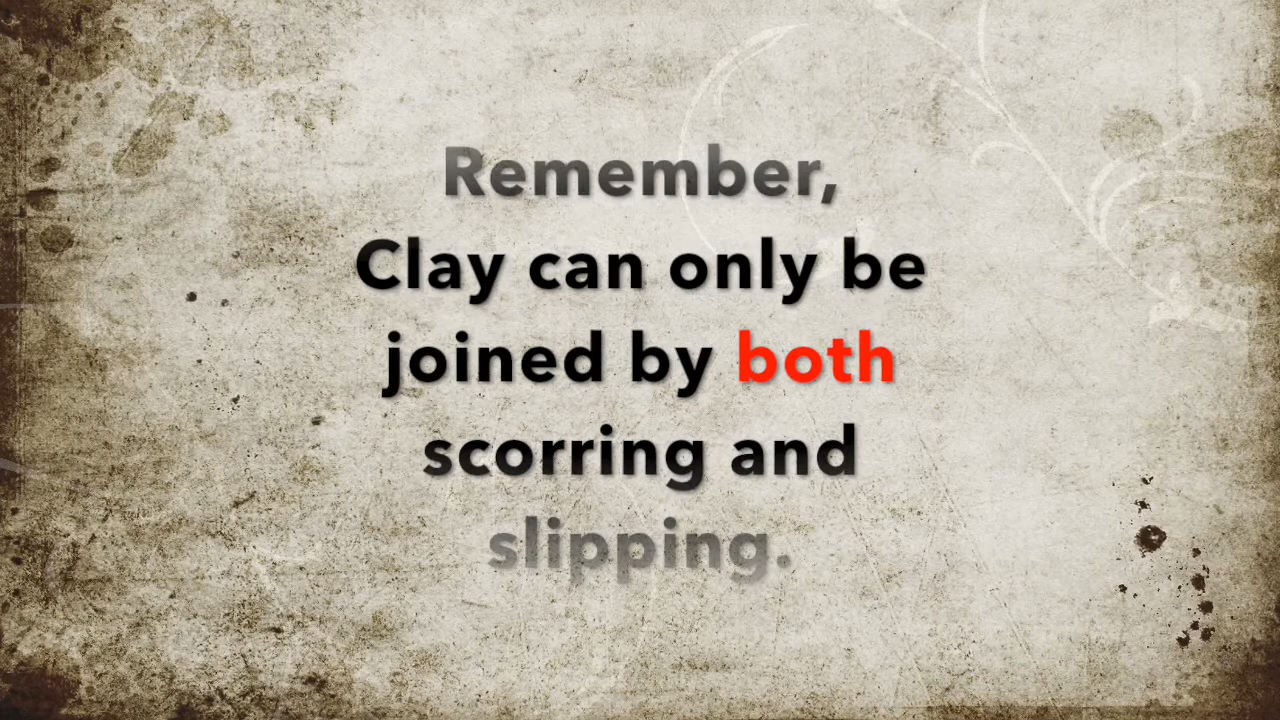 Remember,
Clay can only be
joined by both
scorring and
slipping.